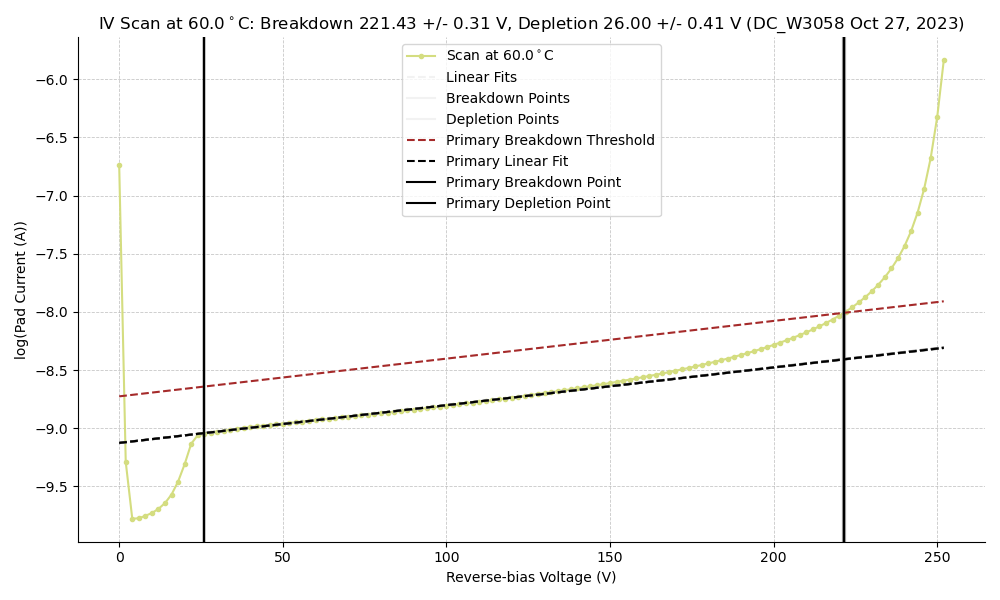 IV Scan at 60.0°C: Breakdown 221.43 +/- 0.31 V, Depletion 26.00 +/- 0.41 V (DC_W3058 Oct 27, 2023)
Scan at 60.0°C
Linear Fits
Breakdown Points
Depletion Points
Primary Breakdown Threshold
Primary Linear Fit
Primary Breakdown Point
Primary Depletion Point
log(Pad Current (A))
−6.0
−6.5
−7.0
−7.5
−8.0
−8.5
−9.0
−9.5
0 50 100 150 200 250
Reverse-bias Voltage (V)